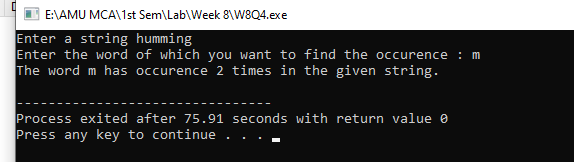 E:\AMU MCA\1st Sem\Lab\Week 8\W8Q4.exe
Enter a string humming
Enter the word of which you want to find the occurence : m
The word m has occurence 2 times in the given string.
--------------------------------
Process exited after 75.91 seconds with return value 0
Press any key to continue . . .